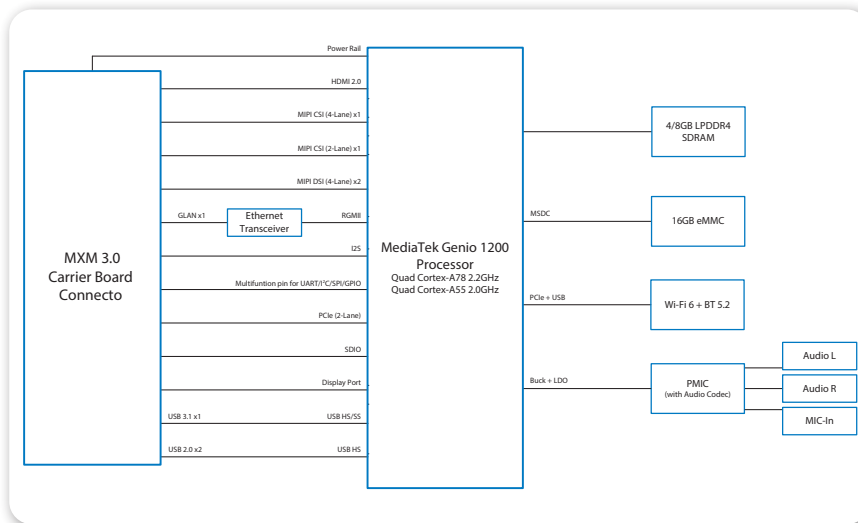 Power Rail
HDMI 2.0
MIPI CSI (4-Lane) x1
MIPI CSI (2-Lane) x1
MIPI DSI (4-Lane) x2
GLAN x1
Ethernet
Transceiver
RGMII
I2S
Multifuntion pin for UART/I²C/SPI/GPIO
PCIe (2-Lane)
SDIO
Display Port
USB 3.1 x1
USB HS/SS
USB 2.0 x2
USB HS
MXM 3.0
Carrier Board
Connecto
MediaTek Genio 1200
Processor
Quad Cortex-A78 2.2GHz
Quad Cortex-A55 2.0GHz
4/8GB LPDDR4
SDRAM
MSDC
16GB eMMC
PCIe + USB
Wi-Fi 6 + BT 5.2
Buck + LDO
PMIC
(with Audio Codec)
Audio L
Audio R
MIC-In